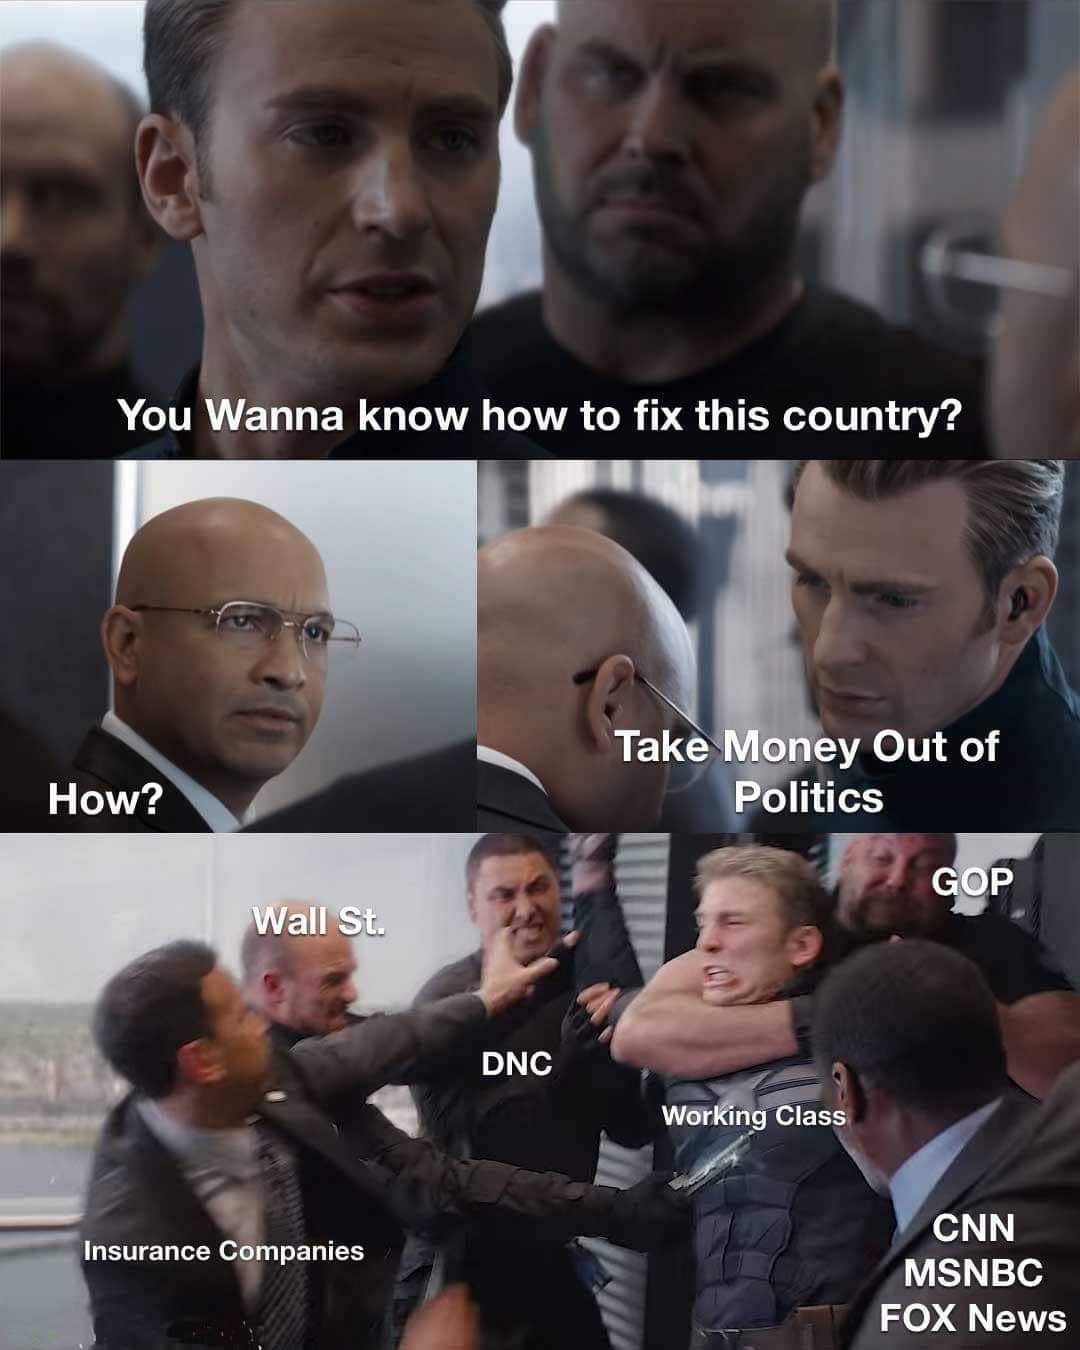 You Wanna know how to fix this country?
How?
Take Money Out of
Politics
Wall St.
GOP
DNC
Working Class
Insurance Companies
CNN
MSNBC
FOX News